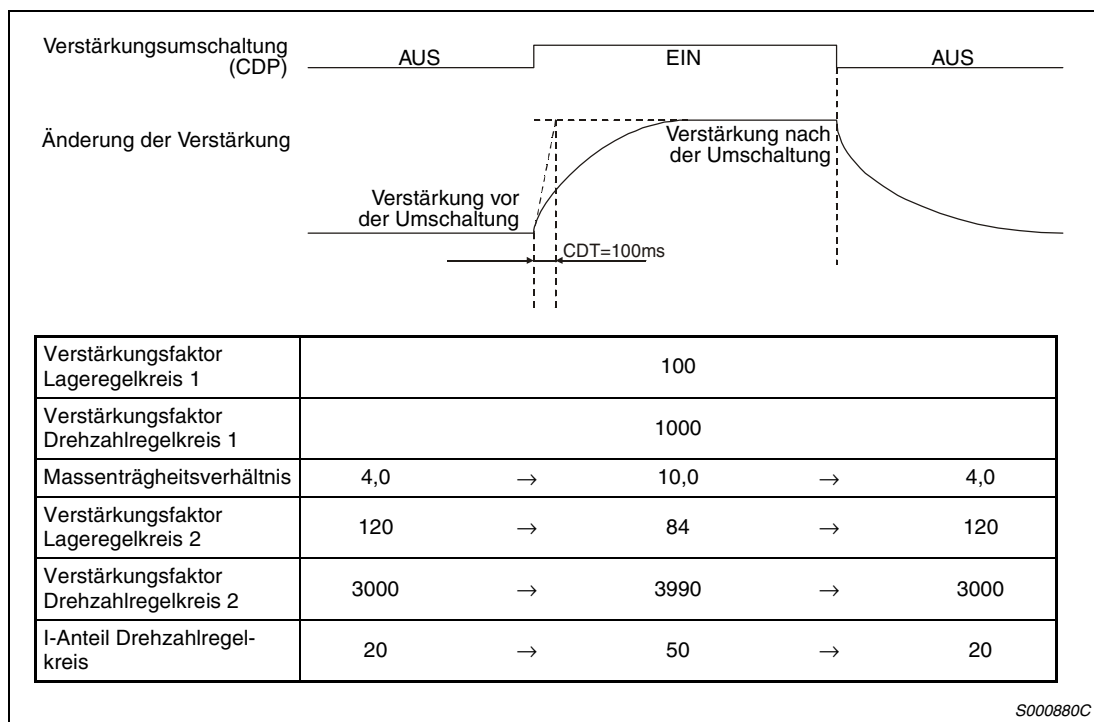 Verstärkungsumschaltung
(CDP)
AUS
EIN
AUS
Änderung der Verstärkung
Verstärkung nach
der Umschaltung
Verstärkung vor
der Umschaltung
CDT=100ms
Verstärkungsfaktor
Lageregelkreis 1
100
Verstärkungsfaktor
Drehzahlregelkreis 1
1000
Massenträgheitsverhältnis 4,0 → 10,0 → 4,0
Verstärkungsfaktor
Lageregelkreis 2
120 → 84 → 120
Verstärkungsfaktor
Drehzahlregelkreis 2
3000 → 3990 → 3000
I-Anteil Drehzahlregel-
kreis
20 → 50 → 20
S000880C